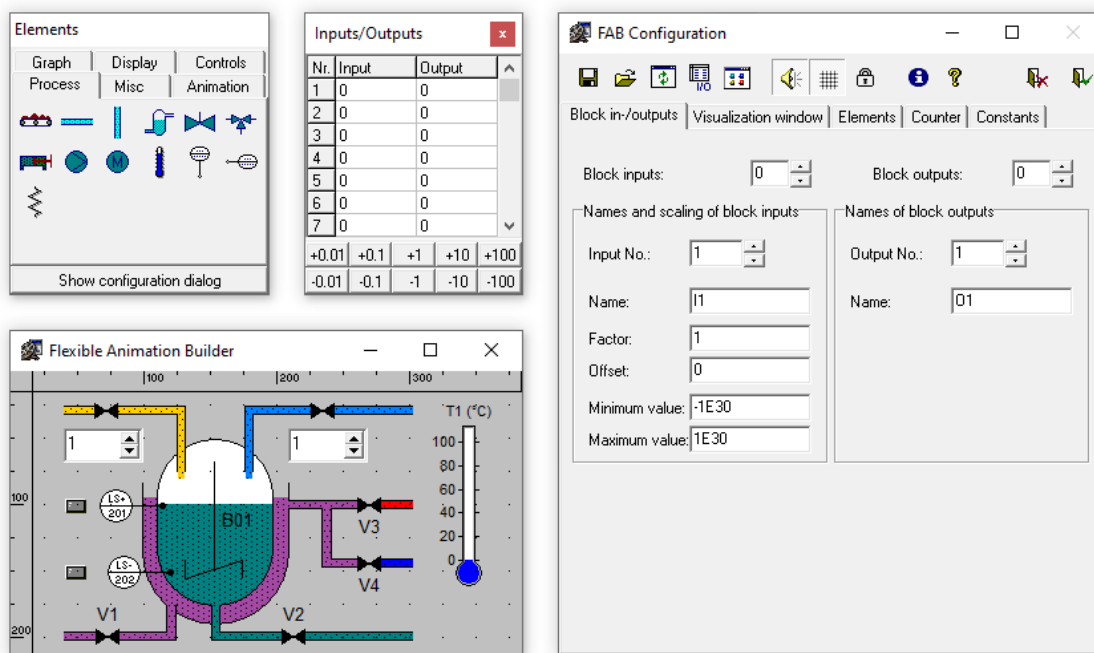 Elements
Graph Display Controls
Process Misc Animation
M
Show configuration dialog
Inputs/Outputs x
Nr. Input Output
1 0 0
2 0 0
3 0 0
4 0 0
5 0 0
6 0 0
7 0 0
+0.01 +0.1 +1 +10 +100
-0.01 -0.1 -1 -10 -100
Flexible Animation Builder
100 200 300
T1 (°C)
1 1
100
80
60
40
20
0
100
LS+
201
B01
V3
LS-
202
V4
V1 V2
200
FAB Configuration
I/O
Block in-/outputs Visualization window Elements Counter Constants
Block inputs: 0 Block outputs: 0
Names and scaling of block inputs
Input No.: 1
Name: I1
Factor: 1
Offset: 0
Minimum value: -1E30
Maximum value: 1E30
Names of block outputs
Output No.: 1
Name: O1